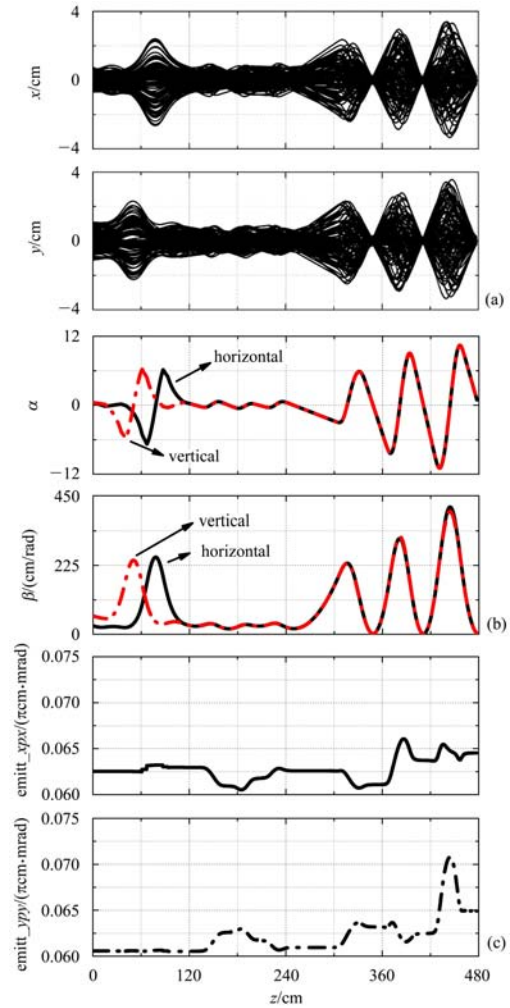 4
x/cm
0
−4
4
y/cm
0
−4
(a)
12
horizontal
α
0
vertical
−12
450
vertical
horizontal
β/(cm/rad)
225
0
(b)
0.075
emitt_xpx/(πcm·mrad)
0.070
0.065
0.060
0.075
emitt_ypy/(πcm·mrad)
0.070
0.065
0.060
(c)
0 120 240 360 480
z/cm